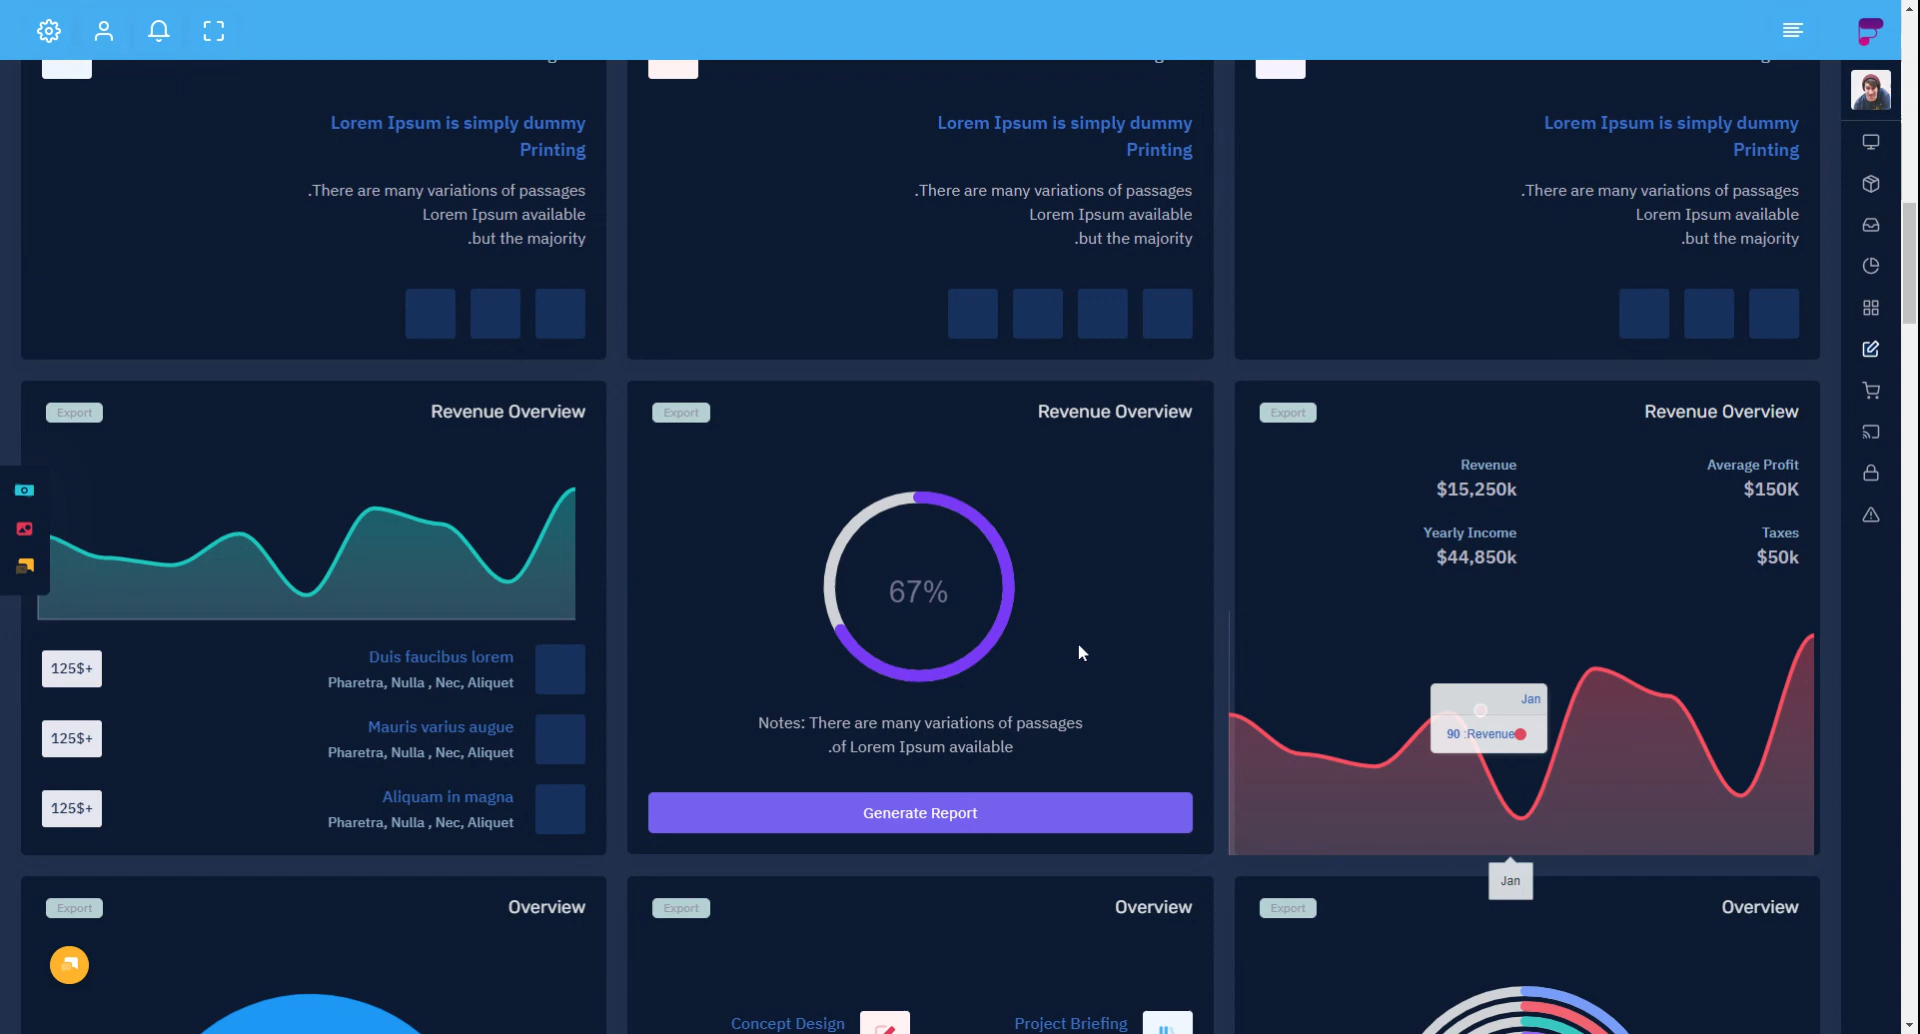 Lorem Ipsum is simply dummy
Printing
.There are many variations of passages
Lorem Ipsum available
.but the majority
Lorem Ipsum is simply dummy
Printing
.There are many variations of passages
Lorem Ipsum available
.but the majority
Lorem Ipsum is simply dummy
Printing
.There are many variations of passages
Lorem Ipsum available
.but the majority
Export
Revenue Overview
125$+
Duis faucibus lorem
Pharetra, Nulla , Nec, Aliquet
125$+
Mauris varius augue
Pharetra, Nulla , Nec, Aliquet
125$+
Aliquam in magna
Pharetra, Nulla , Nec, Aliquet
Export
Revenue Overview
67%
Notes: There are many variations of passages
.of Lorem Ipsum available
Generate Report
Export
Revenue Overview
Revenue
Average Profit
$15,250k
$150K
Yearly Income
Taxes
$44,850k
$50k
Jan
90 :Revenue
Jan
Export
Overview
Export
Overview
Concept Design
Project Briefing
Export
Overview